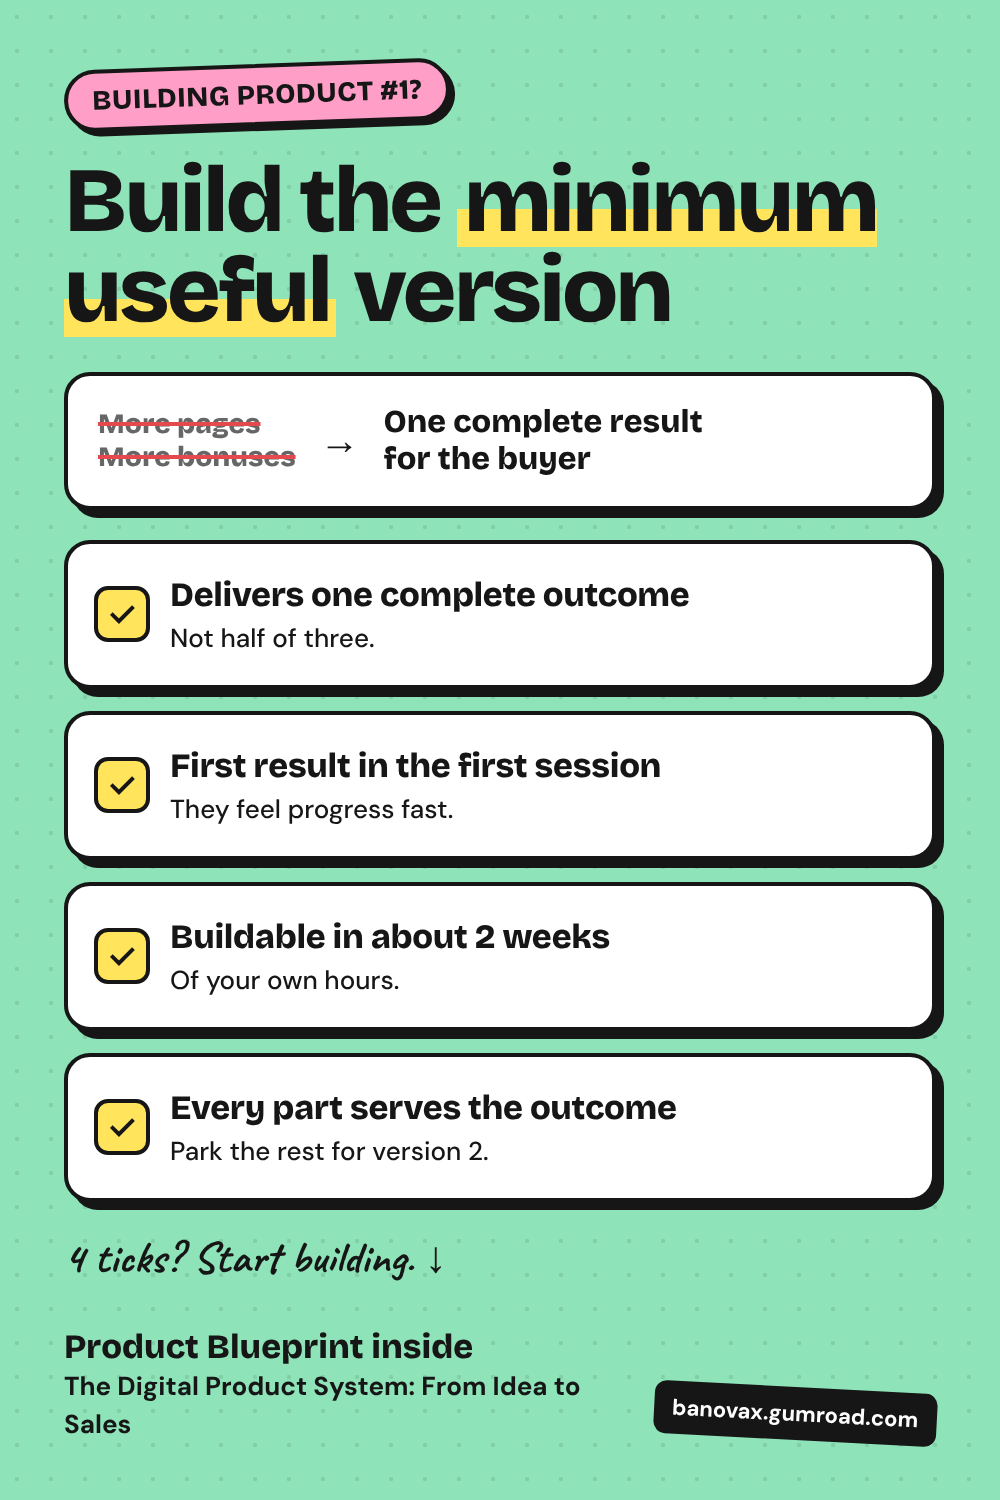 BUILDING PRODUCT #1?
Build the minimum
useful version
More pages
More bonuses
→
One complete result
for the buyer
Delivers one complete outcome
Not half of three.
First result in the first session
They feel progress fast.
Buildable in about 2 weeks
Of your own hours.
Every part serves the outcome
Park the rest for version 2.
4 ticks? Start building. ↓
Product Blueprint inside
The Digital Product System: From Idea to
Sales
banovax.gumroad.com